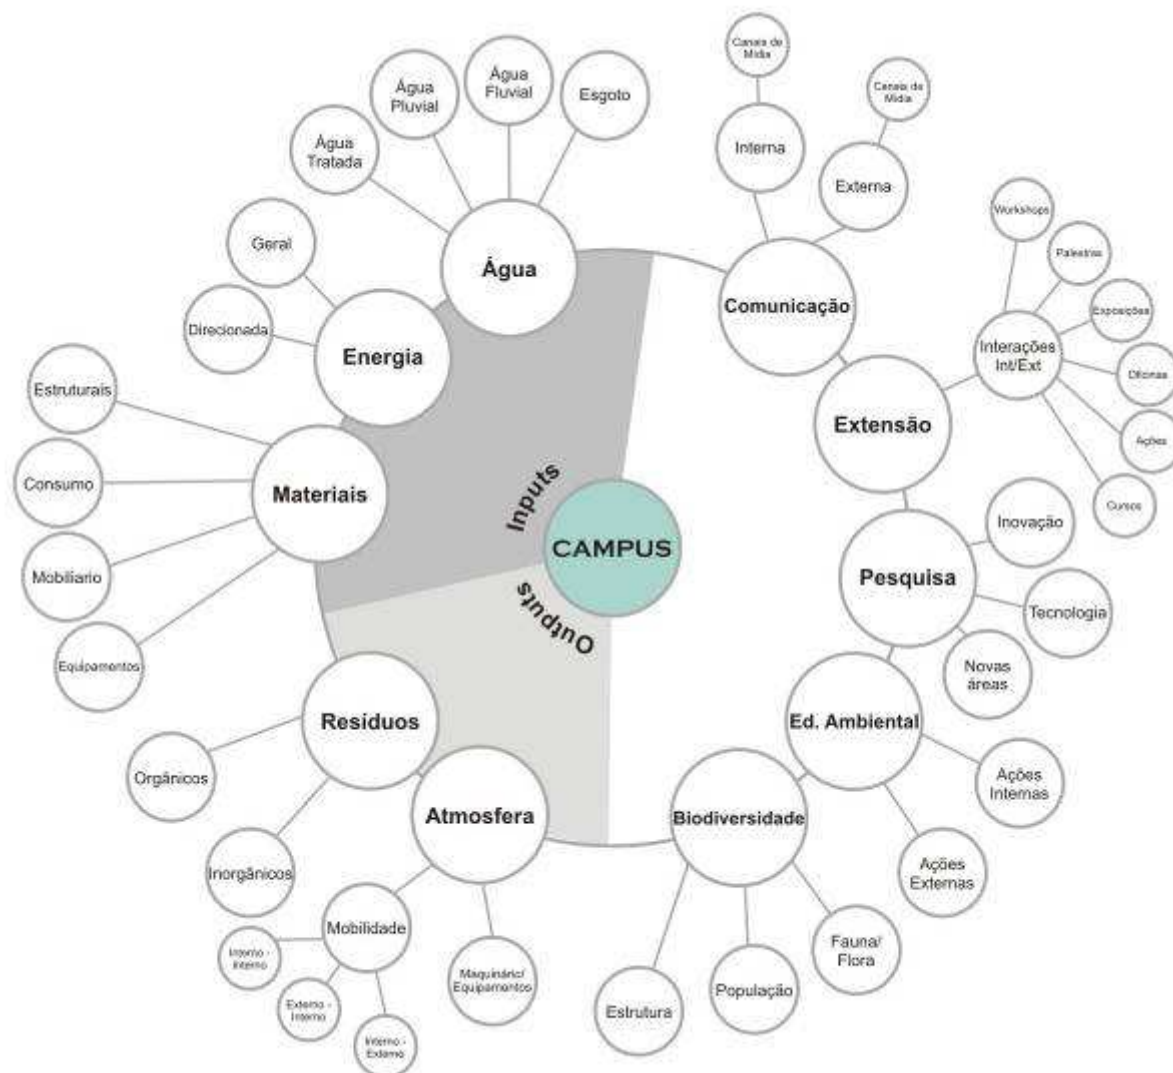 Canais de
Mídia
Canais de
Mídia
Interna
Externa
Comunicação
Água
Fluvial
Água
Pluvial
Esgoto
Água
Tratada
Água
Geral
Direcionada
Energia
Workshops
Palestras
Exposições
Oficinas
Ações
Cursos
Interações
Int/Ext
Extensão
Estruturais
Consumo
Mobiliario
Equipamentos
Materiais
Inputs
CAMPUS
Outputs
Pesquisa
Inovação
Tecnologia
Novas
áreas
Resíduos
Orgânicos
Inorgânicos
Ed. Ambiental
Ações
Internas
Ações
Externas
Atmosfera
Mobilidade
Interno -
Interno
Externo -
Interno
Interno -
Externo
Maquinário/
Equipamentos
Biodiversidade
Estrutura
População
Fauna/
Flora